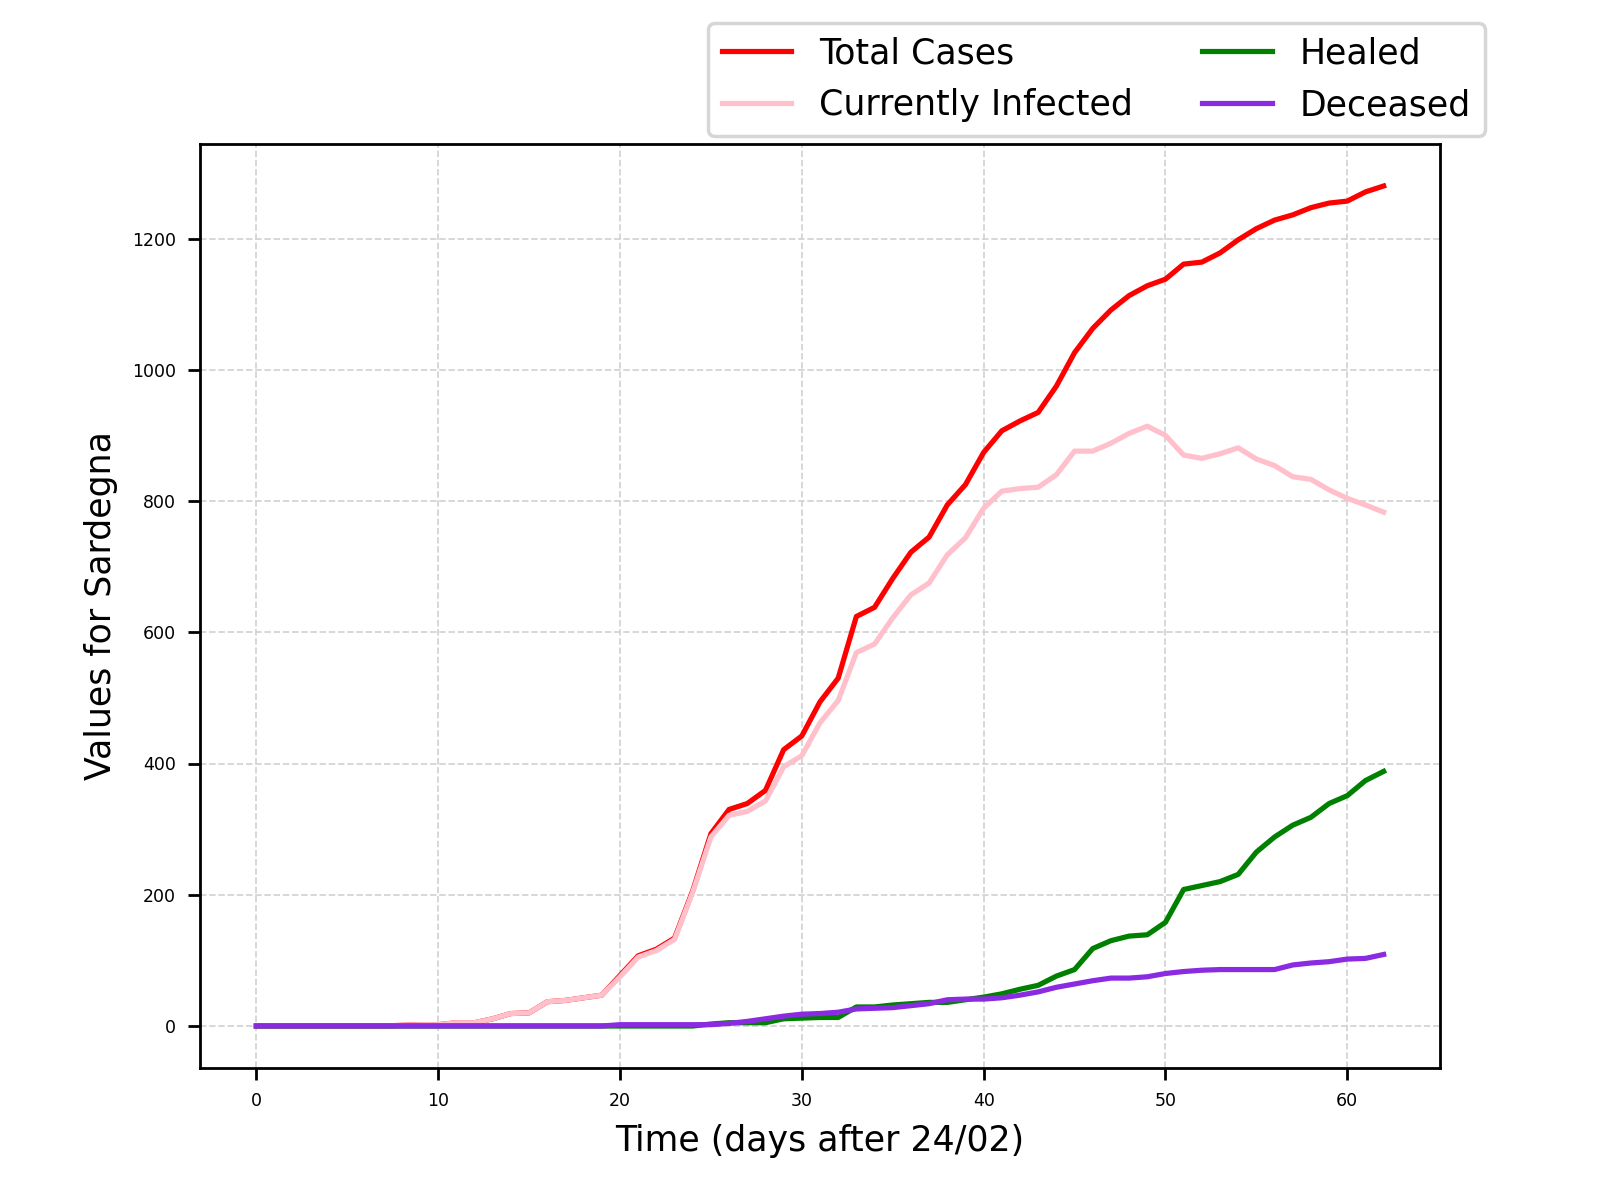 Total Cases
Currently Infected
Healed
Deceased
1200
1000
800
600
400
200
0
Values for Sardegna
0 10 20 30 40 50 60
Time (days after 24/02)